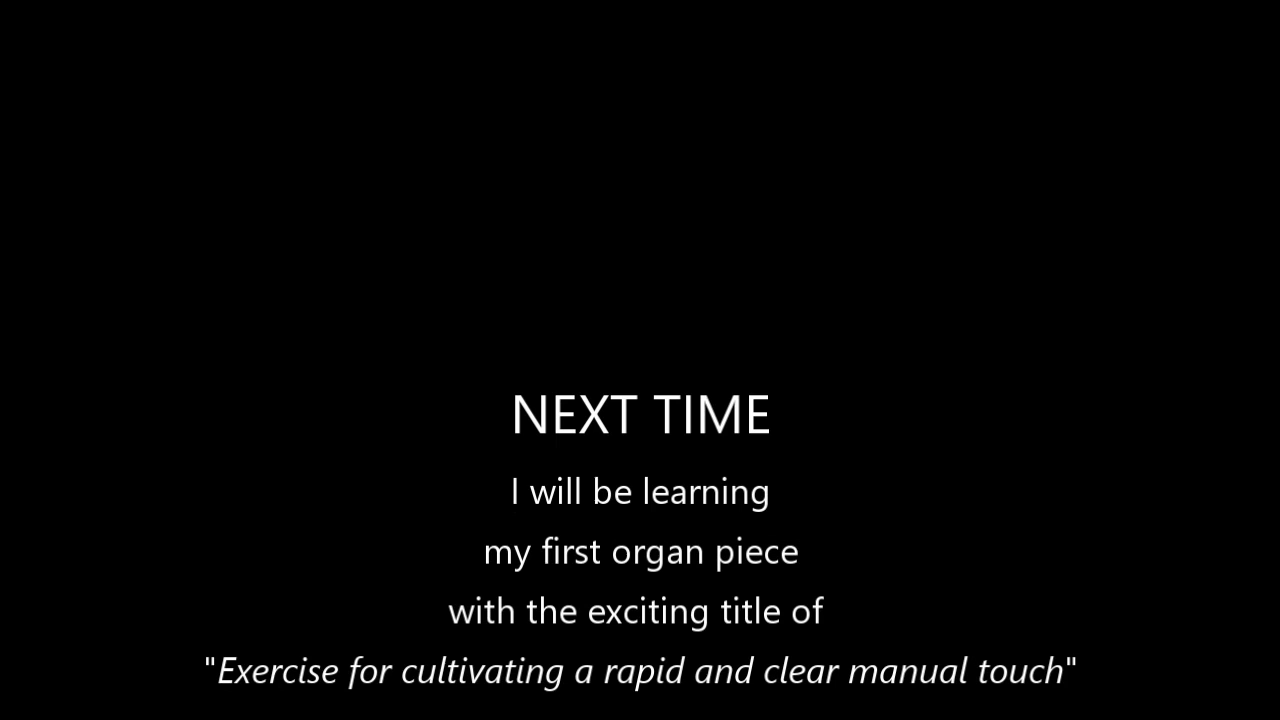 NEXT TIME
I will be learning
my first organ piece
with the exciting title of
"Exercise for cultivating a rapid and clear manual touch"